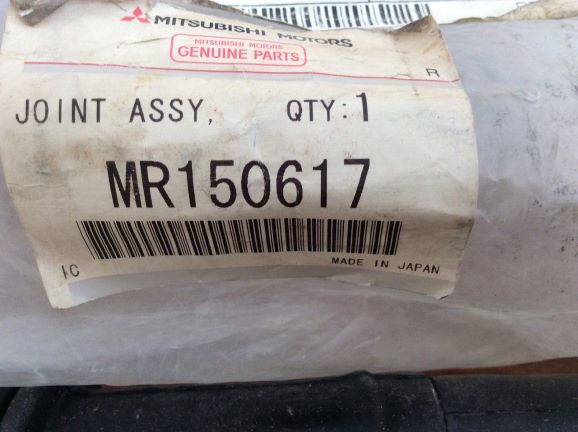 MITSUBISHI MOTORS
MITSUBISHI MOTORS
GENUINE PARTS
R
JOINT ASSY, QTY:1
MR150617
IC
MADE IN JAPAN